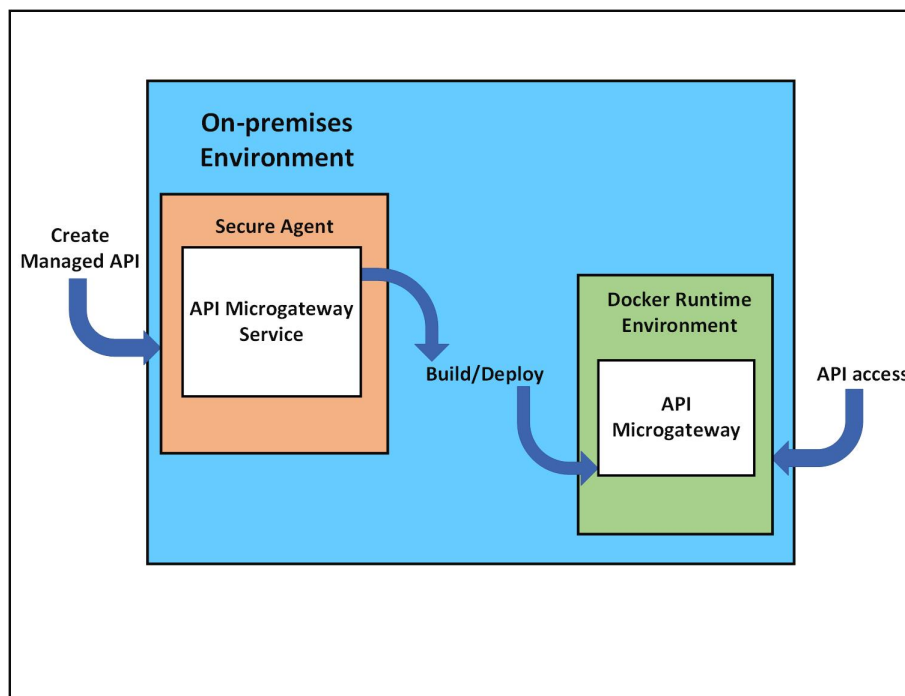 On-premises
Environment
Create
Managed API
Secure Agent
API Microgateway
Service
Build/Deploy
Docker Runtime
Environment
API
Microgateway
API access